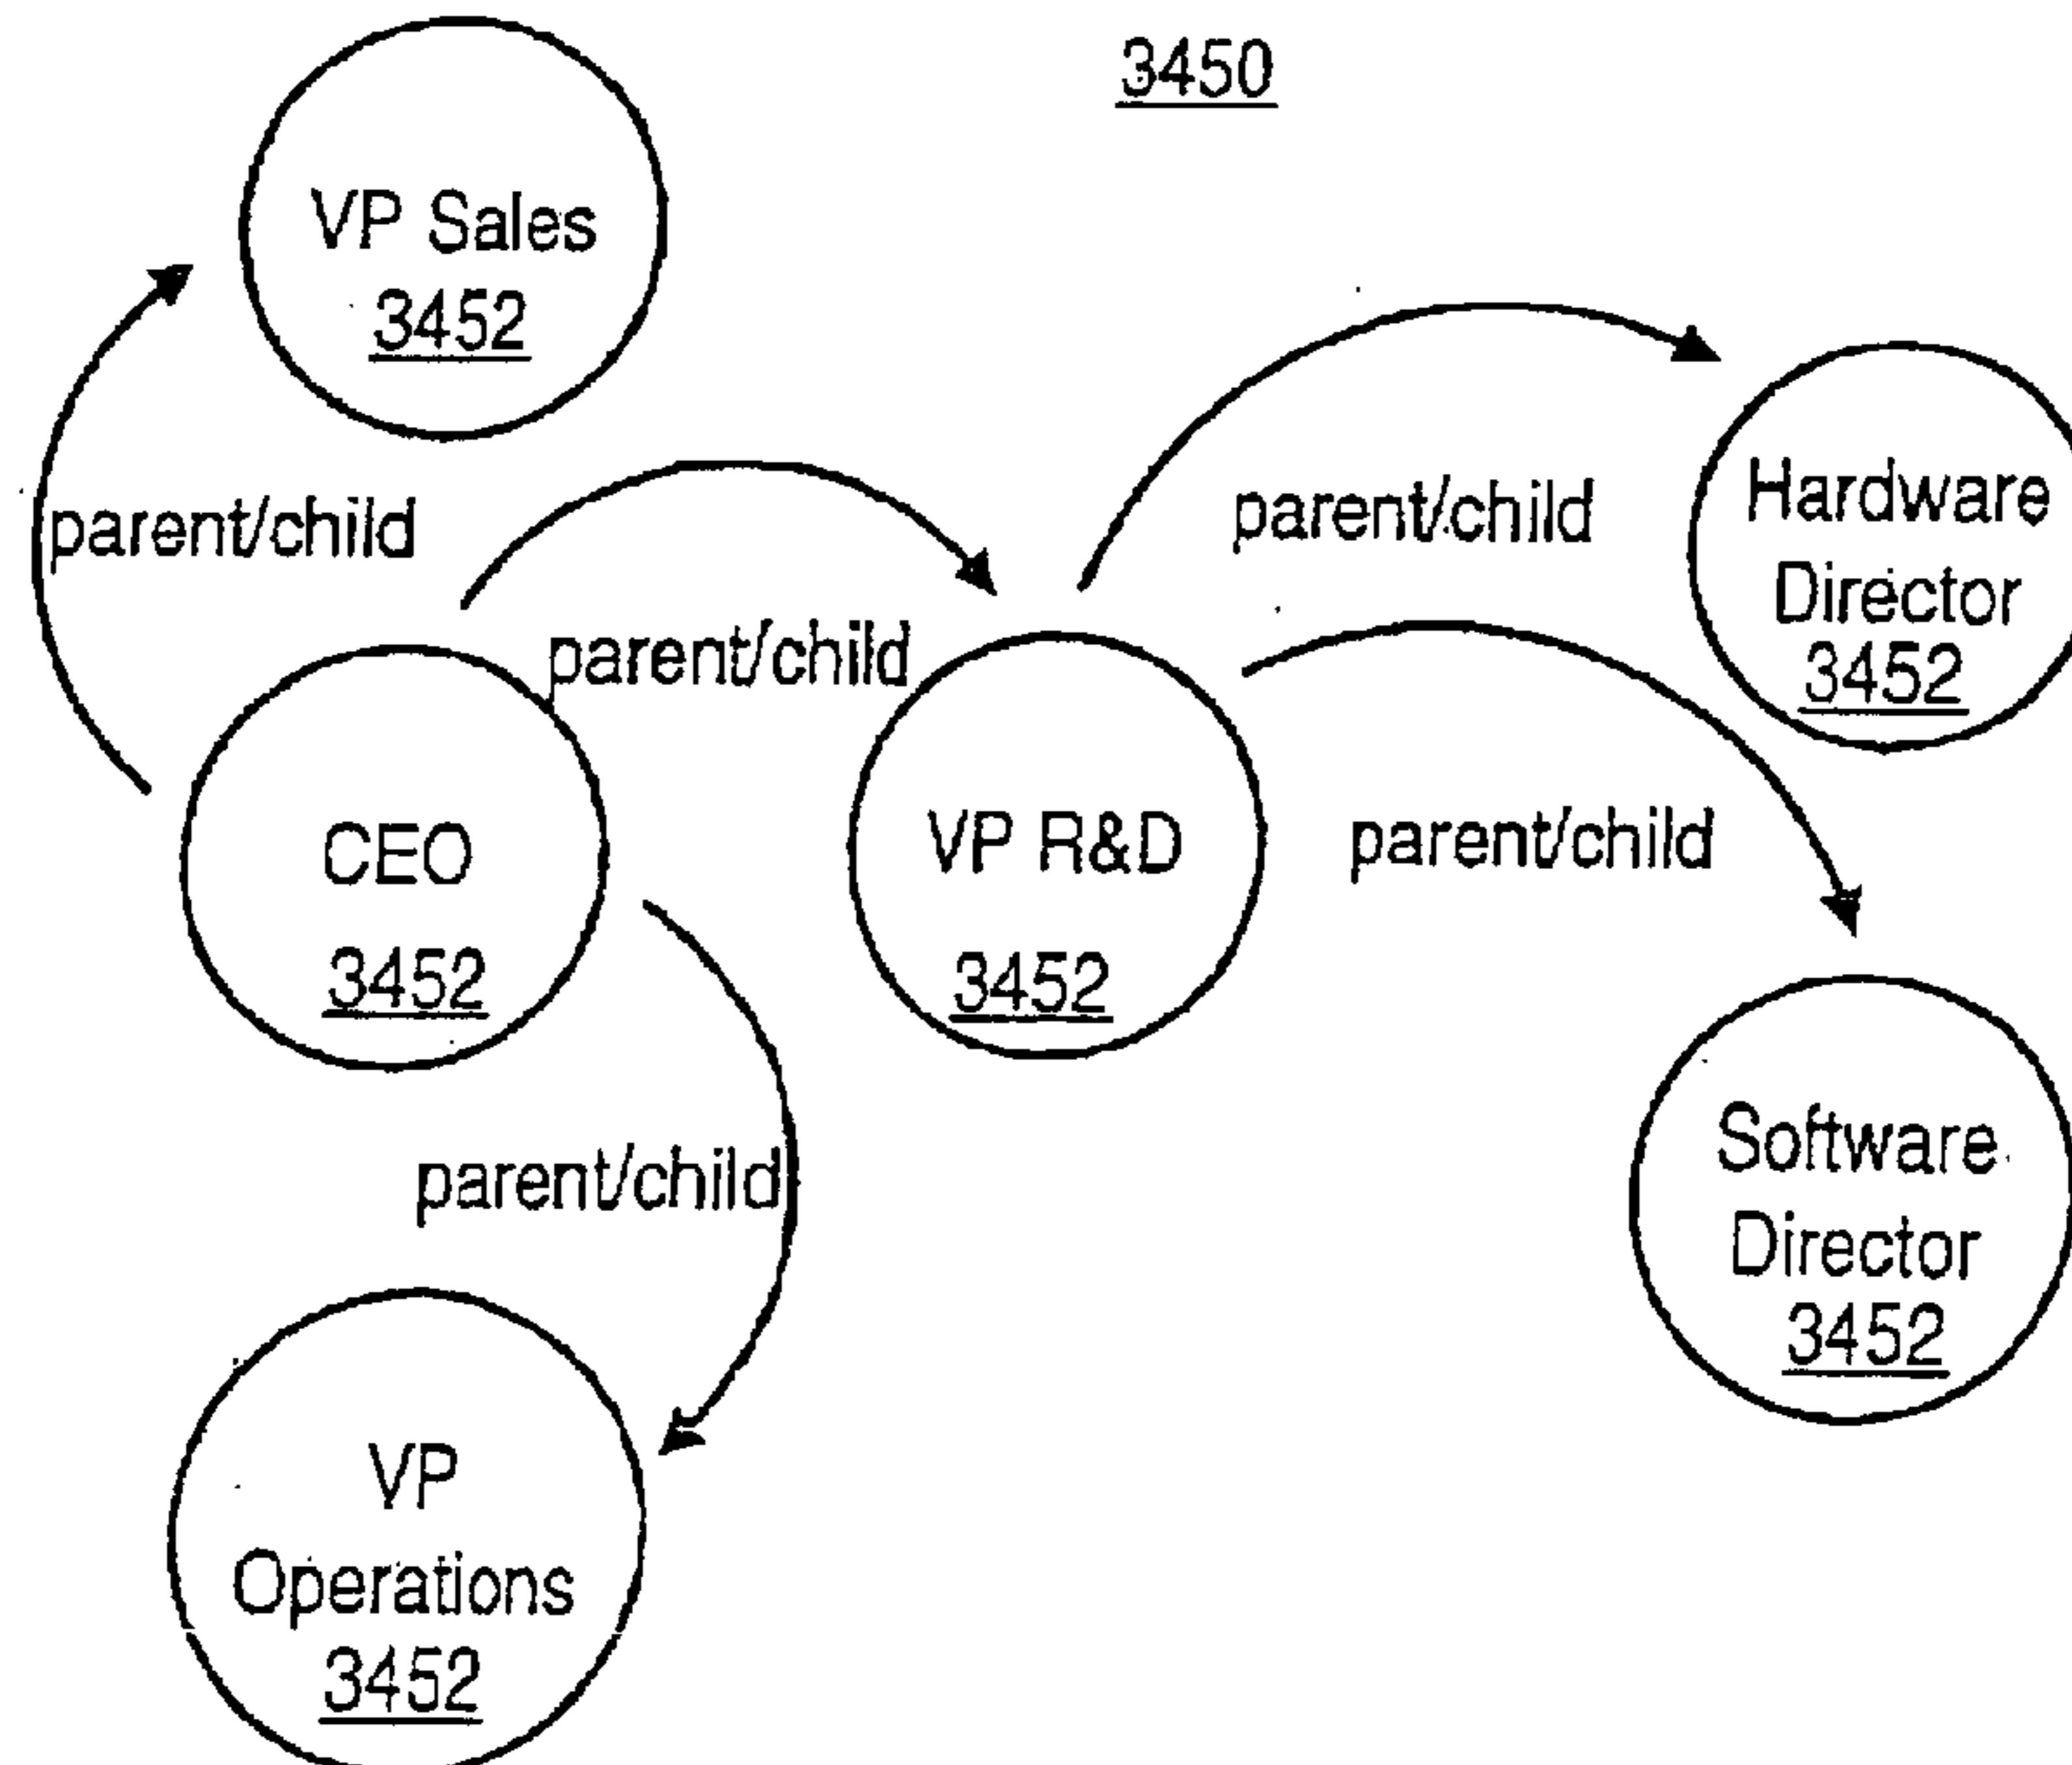 3450
VP Sales
3452
parent/child
parent/child
parent/child
Hardware
Director
3452
CEO
3452
VP R&D
3452
parent/child
parent/child
Software
Director
3452
VP
Operations
3452